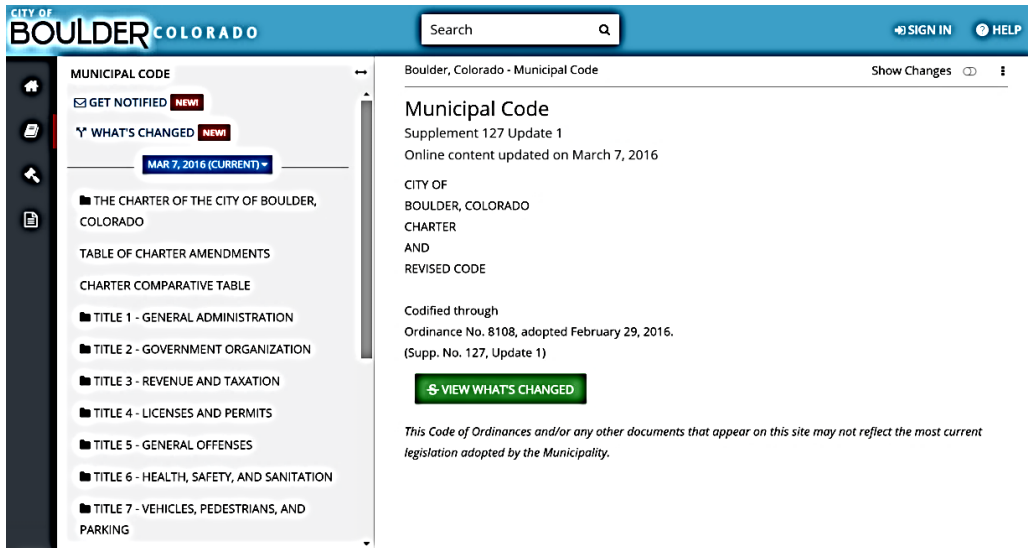 CITY OF
BOULDER COLORADO
Search
SIGN IN
HELP
MUNICIPAL CODE
GET NOTIFIED NEW!
WHAT'S CHANGED NEW!
MAR 7, 2016 (CURRENT)
THE CHARTER OF THE CITY OF BOULDER,
COLORADO
TABLE OF CHARTER AMENDMENTS
CHARTER COMPARATIVE TABLE
TITLE 1 - GENERAL ADMINISTRATION
TITLE 2 - GOVERNMENT ORGANIZATION
TITLE 3 - REVENUE AND TAXATION
TITLE 4 - LICENSES AND PERMITS
TITLE 5 - GENERAL OFFENSES
TITLE 6 - HEALTH, SAFETY, AND SANITATION
TITLE 7 - VEHICLES, PEDESTRIANS, AND
PARKING
Boulder, Colorado - Municipal Code
Show Changes
Municipal Code
Supplement 127 Update 1
Online content updated on March 7, 2016
CITY OF
BOULDER, COLORADO
CHARTER
AND
REVISED CODE
Codified through
Ordinance No. 8108, adopted February 29, 2016.
(Supp. No. 127, Update 1)
VIEW WHAT'S CHANGED
This Code of Ordinances and/or any other documents that appear on this site may not reflect the most current
legislation adopted by the Municipality.